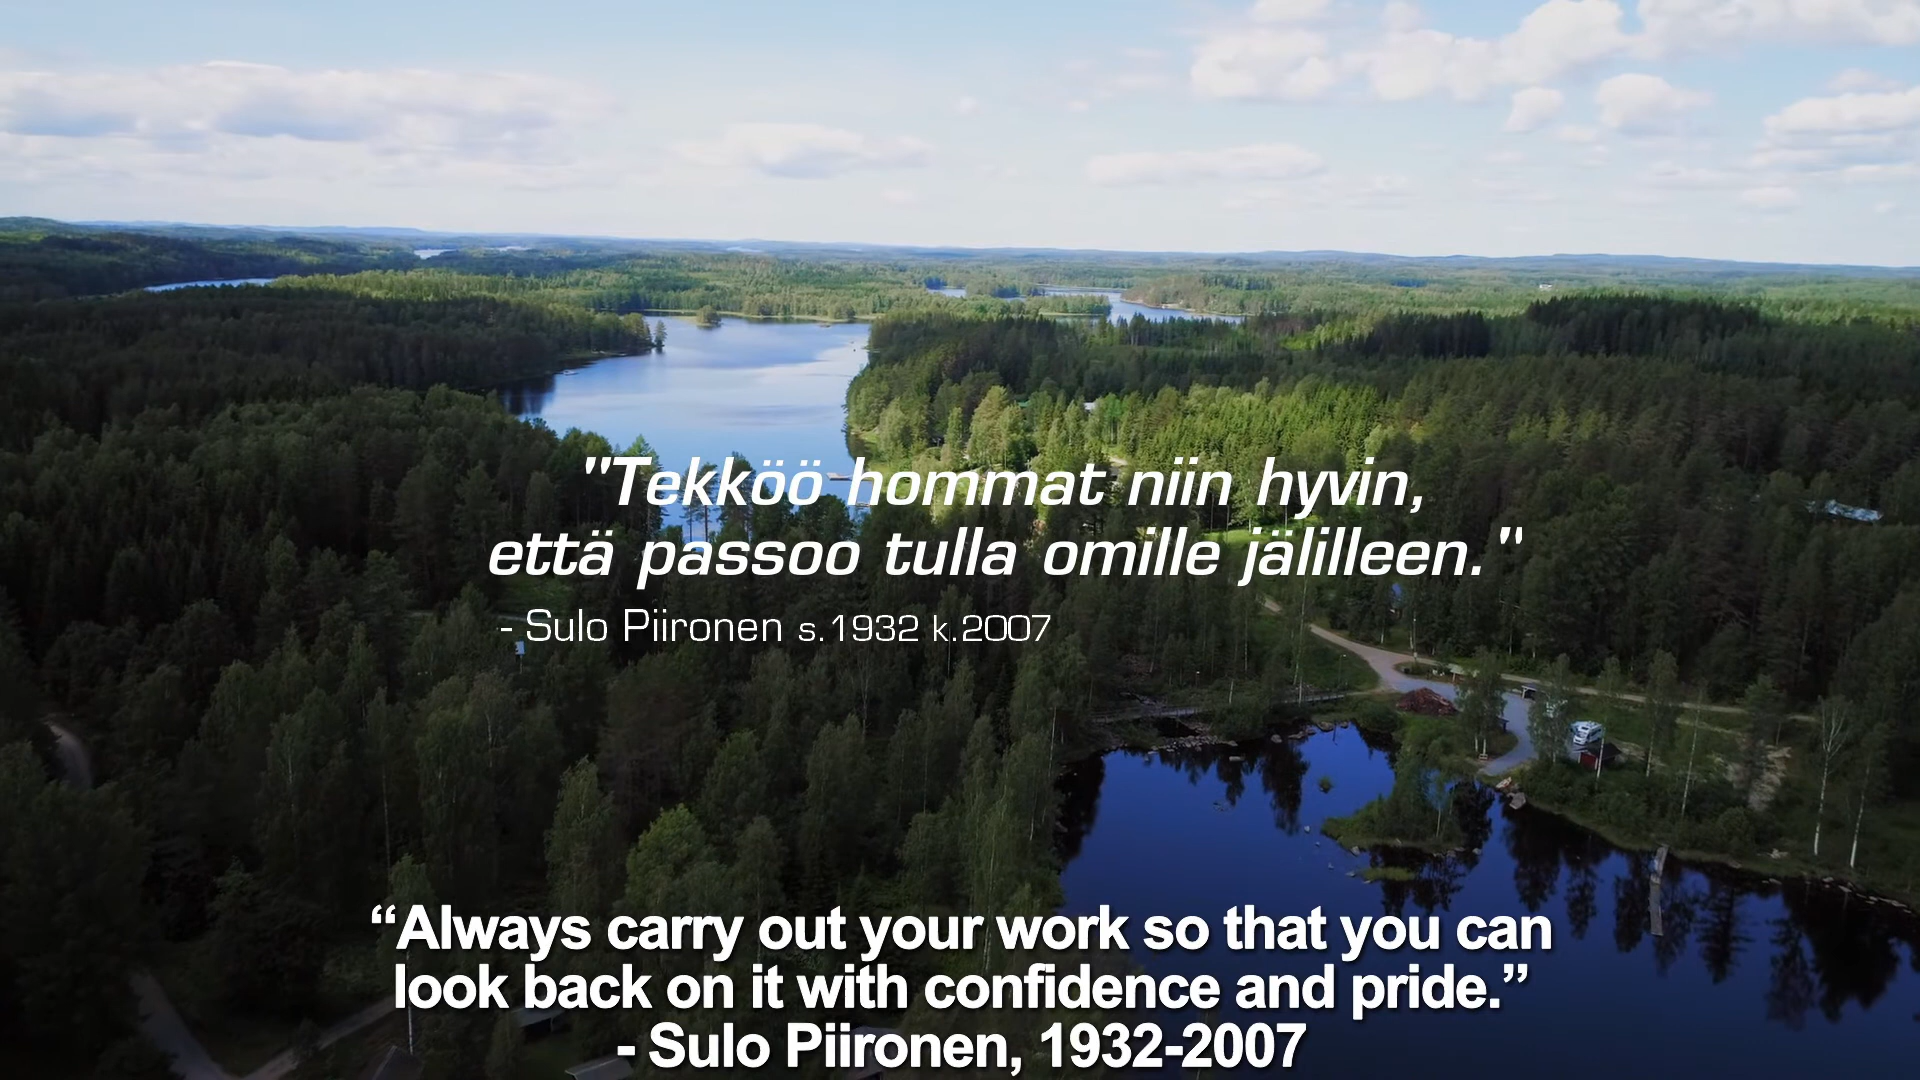 "Tekköö hommat niin hyvin,
että passoo tulla omille jälilleen."
- Sulo Piironen s.1932 k.2007
“Always carry out your work so that you can
look back on it with confidence and pride.”
- Sulo Piironen, 1932-2007